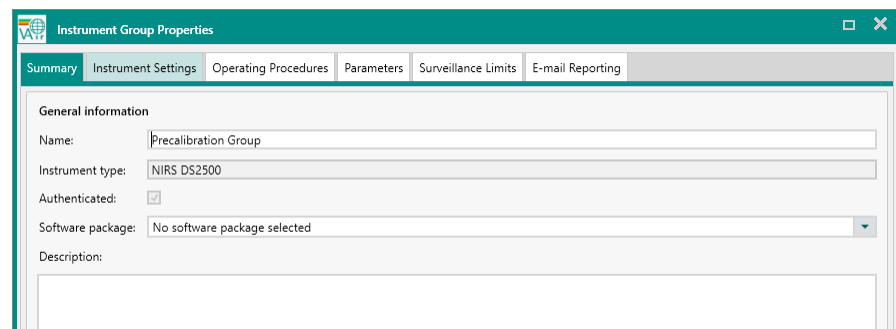 VAir
Instrument Group Properties
Summary Instrument Settings Operating Procedures Parameters Surveillance Limits E-mail Reporting
General information
Name: Precalibration Group
Instrument type: NIRS DS2500
Authenticated:
Software package: No software package selected
Description: